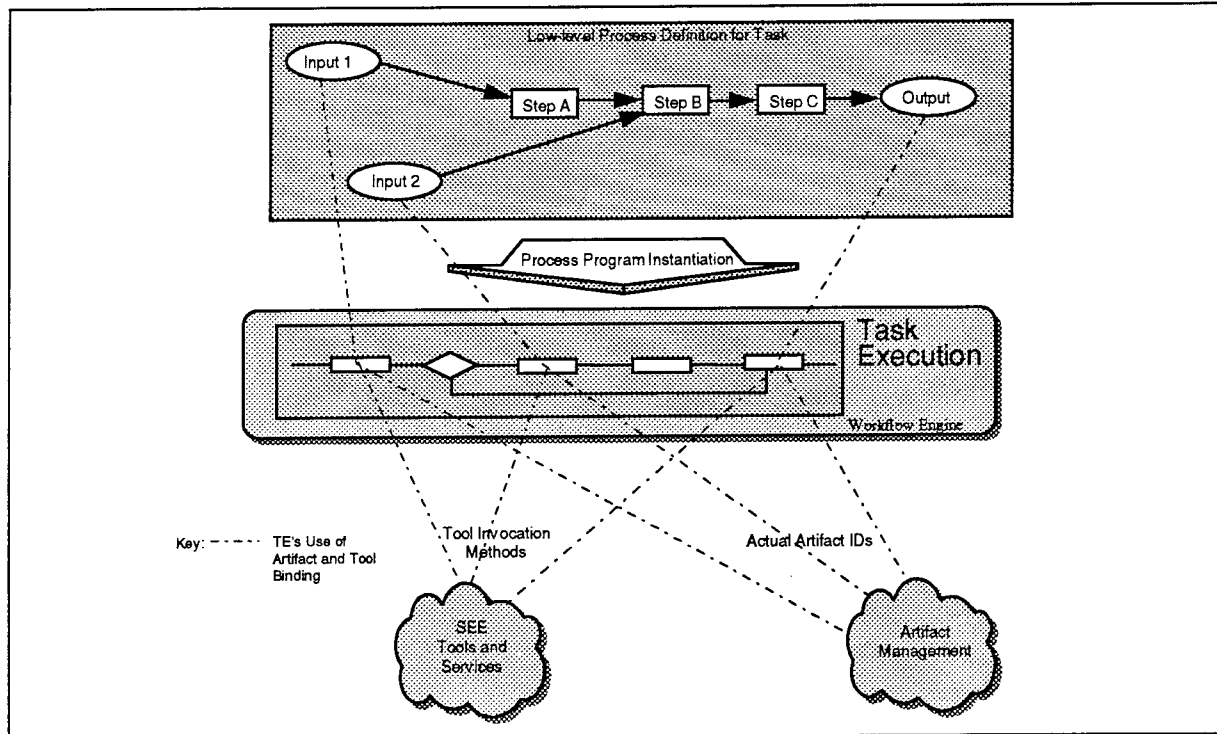 Low-level Process Definition for Task
Input 1
Step A
Step B
Step C
Output
Input 2
Process Program Instantiation
Task
Execution
Workflow Engine
Key:
TE's Use of
Artifact and Tool
Binding
Tool Invocation
Methods
Actual Artifact IDs
SEE
Tools and
Services
Artifact
Management